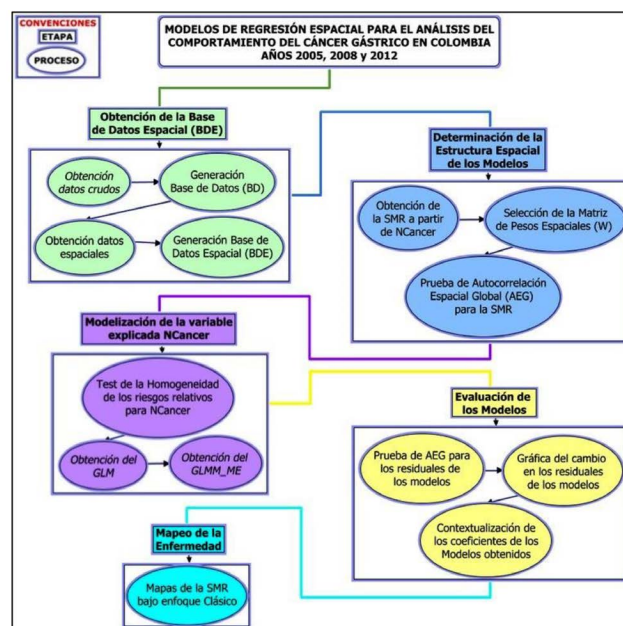 CONVENCIONES
ETAPA
PROCESO
MODELOS DE REGRESIÓN ESPACIAL PARA EL ANÁLISIS DEL
COMPORTAMIENTO DEL CÁNCER GÁSTRICO EN COLOMBIA
AÑOS 2005, 2008 y 2012
Obtención de la Base
de Datos Espacial (BDE)
Obtención
datos crudos
Generación
Base de Datos (BD)
Obtención datos
espaciales
Generación Base de
Datos Espacial (BDE)
Determinación de la
Estructura Espacial
de los Modelos
Obtención de
la SMR a partir
de NCancer
Selección de la Matriz
de Pesos Espaciales (W)
Prueba de Autocorrelación
Espacial Global (AEG)
para la SMR
Modelización de la variable
explicada NCancer
Test de la Homogeneidad
de los riesgos relativos
para NCancer
Obtención del
GLM
Obtención del
GLMM_ME
Evaluación de
los Modelos
Prueba de AEG para
los residuales de
los modelos
Gráfica del cambio
en los residuales
de los modelos
Contextualización de
los coeficientes de los
Modelos obtenidos
Mapeo de la
Enfermedad
Mapas de la SMR
bajo enfoque Clásico